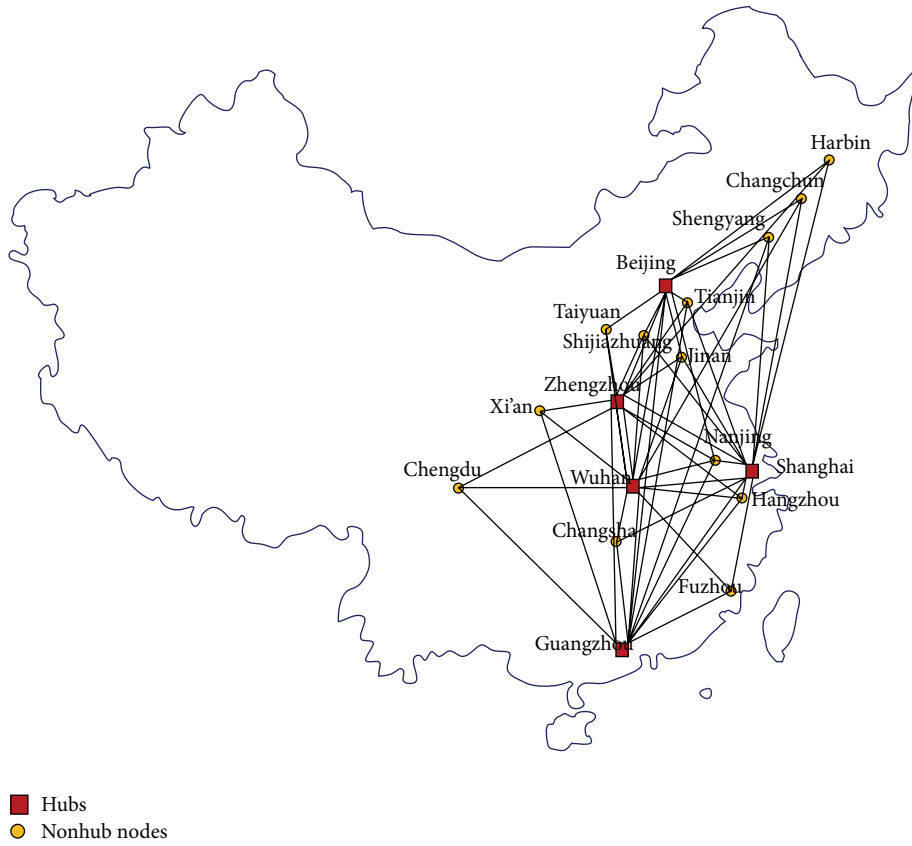 Harbin
Changchun
Shengyang
Beijing
Tianjin
Taiyuan
Shijiazhuang
Jinan
Zhengzhou
Xi'an
Nanjing
Chengdu
Wuhan
Shanghai
Hangzhou
Changsha
Fuzhou
Guangzhou
Hubs
Nonhub nodes